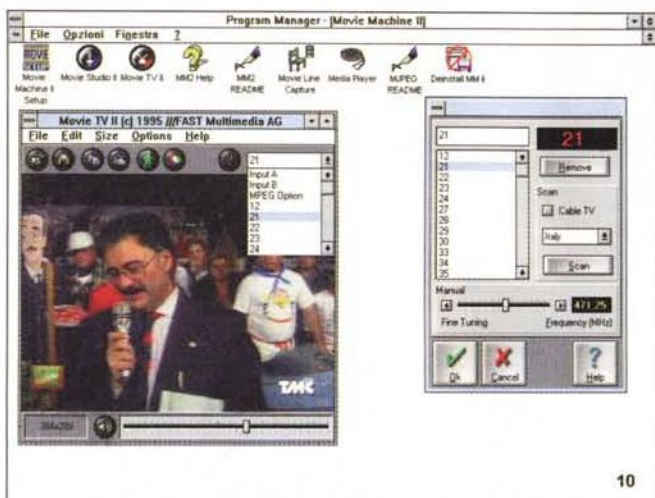 Program Manager - [Movie Machine II]
File Opzioni Finestra ?
MOVIE
SETUP
Movie Machine II Setup
Movie Studio II
Movie TV II
MM2 Help
MM2 README
Movie Line Capture
Media Player
MJPEG README
Deinstall MM II
Movie TV II (c) 1995 ///FAST Multimedia AG
File Edit Size Options Help
21
Input A
Input B
MPEG Option
12
21
22
23
24
TMC
21
21
12
21
22
23
24
27
28
29
30
33
34
35
Remove
Scan
Cable TV
Italy
Scan
Manual
471.25
Fine Tuning
Frequency (MHz)
Ok
Cancel
Help
10